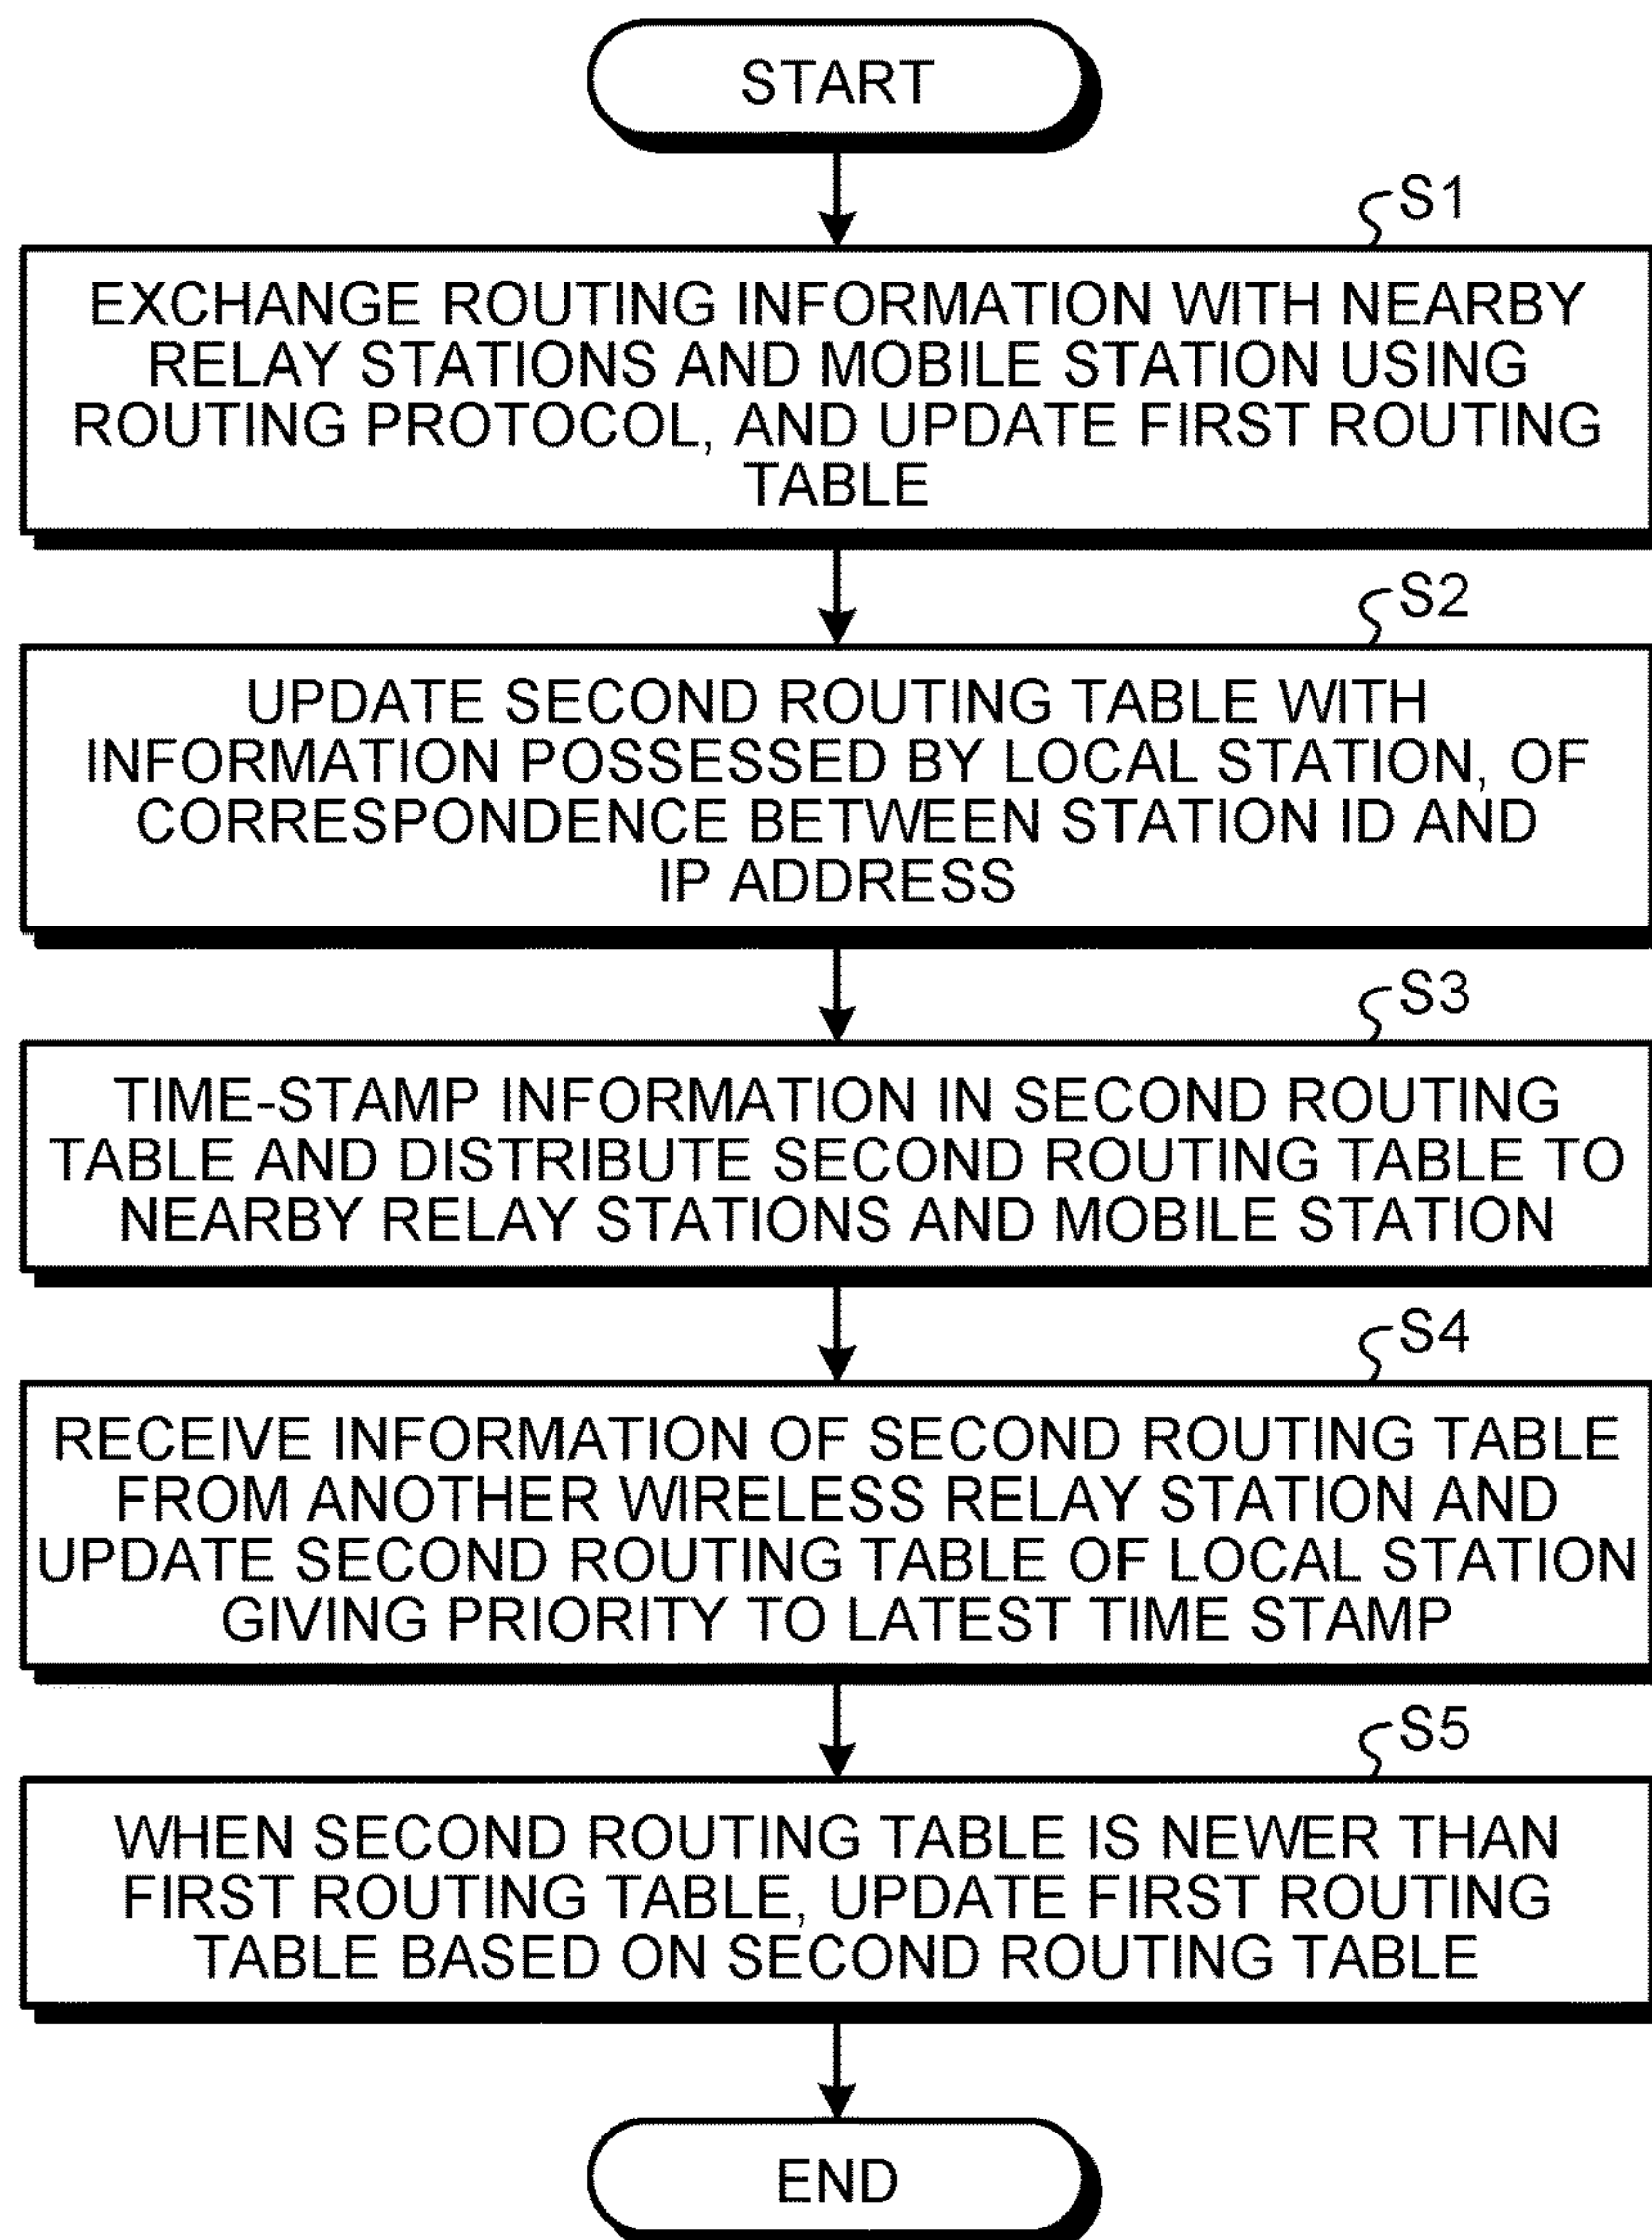 START
S1
EXCHANGE ROUTING INFORMATION WITH NEARBY
RELAY STATIONS AND MOBILE STATION USING
ROUTING PROTOCOL, AND UPDATE FIRST ROUTING
TABLE
S2
UPDATE SECOND ROUTING TABLE WITH
INFORMATION POSSESSED BY LOCAL STATION, OF
CORRESPONDENCE BETWEEN STATION ID AND
IP ADDRESS
S3
TIME-STAMP INFORMATION IN SECOND ROUTING
TABLE AND DISTRIBUTE SECOND ROUTING TABLE TO
NEARBY RELAY STATIONS AND MOBILE STATION
S4
RECEIVE INFORMATION OF SECOND ROUTING TABLE
FROM ANOTHER WIRELESS RELAY STATION AND
UPDATE SECOND ROUTING TABLE OF LOCAL STATION
GIVING PRIORITY TO LATEST TIME STAMP
S5
WHEN SECOND ROUTING TABLE IS NEWER THAN
FIRST ROUTING TABLE, UPDATE FIRST ROUTING
TABLE BASED ON SECOND ROUTING TABLE
END